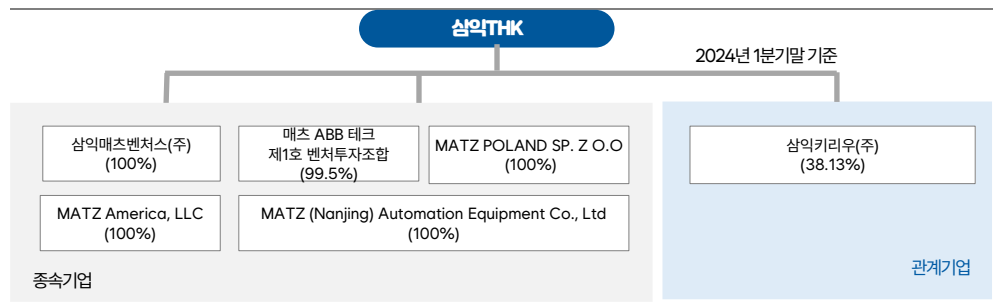 삼익THK
2024년 1분기말 기준
삼익매츠벤처스(주)
(100%)
매츠 ABB 테크
제1호 벤처투자조합
(99.5%)
MATZ POLAND SP. Z O.O
(100%)
삼익키리우(주)
(38.13%)
MATZ America, LLC
(100%)
MATZ (Nanjing) Automation Equipment Co., Ltd
(100%)
종속기업
관계기업